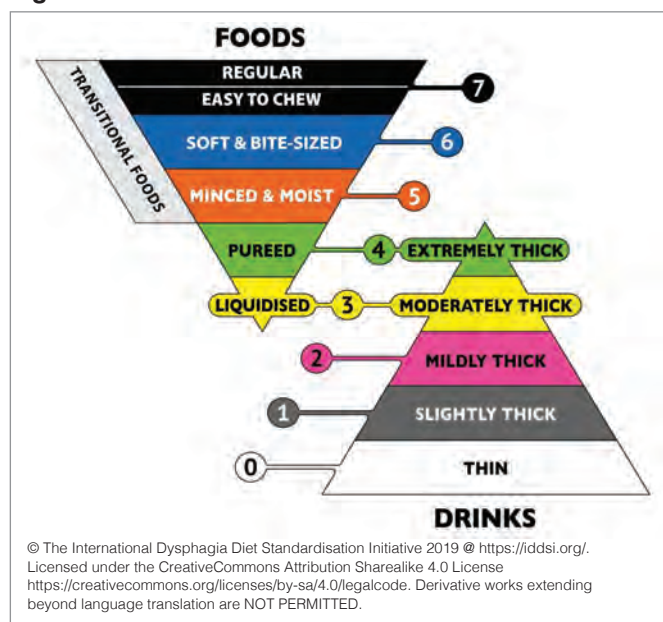 FOODS
REGULAR
EASY TO CHEW
7
TRANSITIONAL FOODS
SOFT & BITE-SIZED
6
MINCED & MOIST
5
PUREED
4
EXTREMELY THICK
LIQUIDISED
3
MODERATELY THICK
2
MILDLY THICK
1
SLIGHTLY THICK
0
THIN
DRINKS
© The International Dysphagia Diet Standardisation Initiative 2019 @ https://iddsi.org/.
Licensed under the CreativeCommons Attribution Sharealike 4.0 License
https://creativecommons.org/licenses/by-sa/4.0/legalcode. Derivative works extending
beyond language translation are NOT PERMITTED.